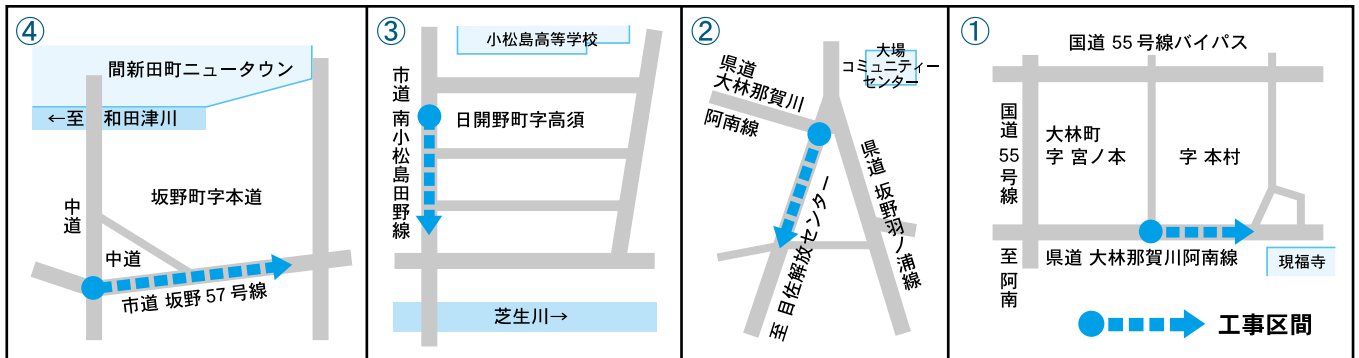 ④
間新田町ニュータウン
←至 和田津川
坂野町字本道
中道
中道
市道 坂野 57 号線
③
小松島高等学校
市道 南小松島田野線
日開野町字高須
芝生川→
②
大場
コミュニティー
センター
県道
大林那賀川
阿南線
県道 坂野羽ノ浦線
至 目佐解放センター
①
国道 55 号線バイパス
国道 55 号線
大林町
字 宮ノ本
字 本村
県道 大林那賀川阿南線
至阿南
現福寺
工事区間